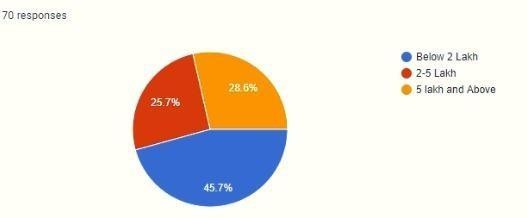 70 responses
Below 2 Lakh
2-5 Lakh
5 lakh and Above
28.6%
25.7%
45.7%